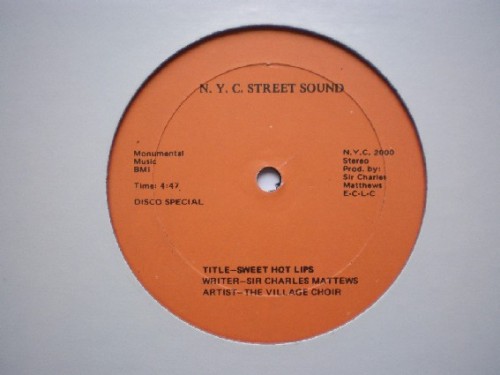 N. Y. C. STREET SOUND
Monumental
Music
BMI
Time: 4:47
DISCO SPECIAL
N.Y.C. 2000
Stereo
Prod. by:
Sir Charles
Matthews
E-C-L-C
TITLE—SWEET HOT LIPS
WRITER—SIR CHARLES MATTEWS
ARTIST—THE VILLAGE CHOIR